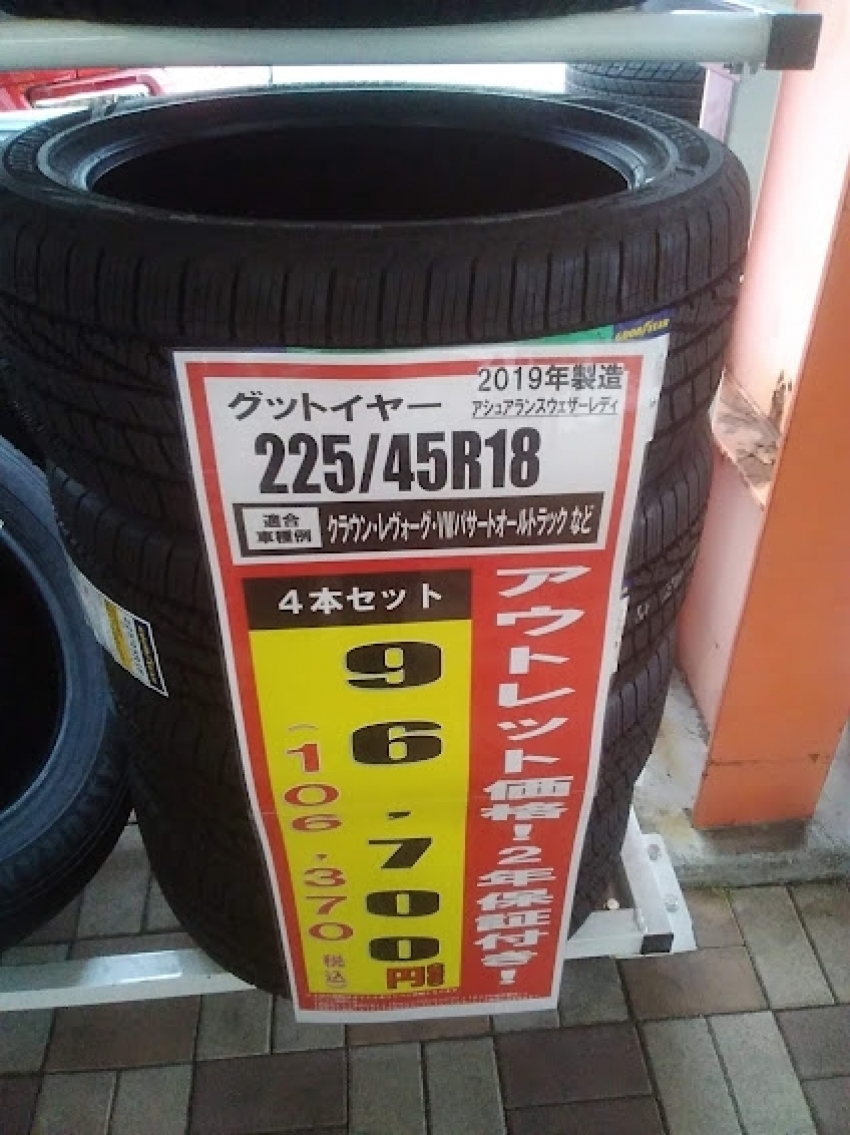 GOODYEAR
2019年製造
グットイヤー
アシュアランスウェザーレディ
225/45R18
適合
車種例
クラウン・レヴォーグ・VWパサートオールトラック など
アウトレット価格！2年保証付き！
4本セット
96,700円
（106,370税込）